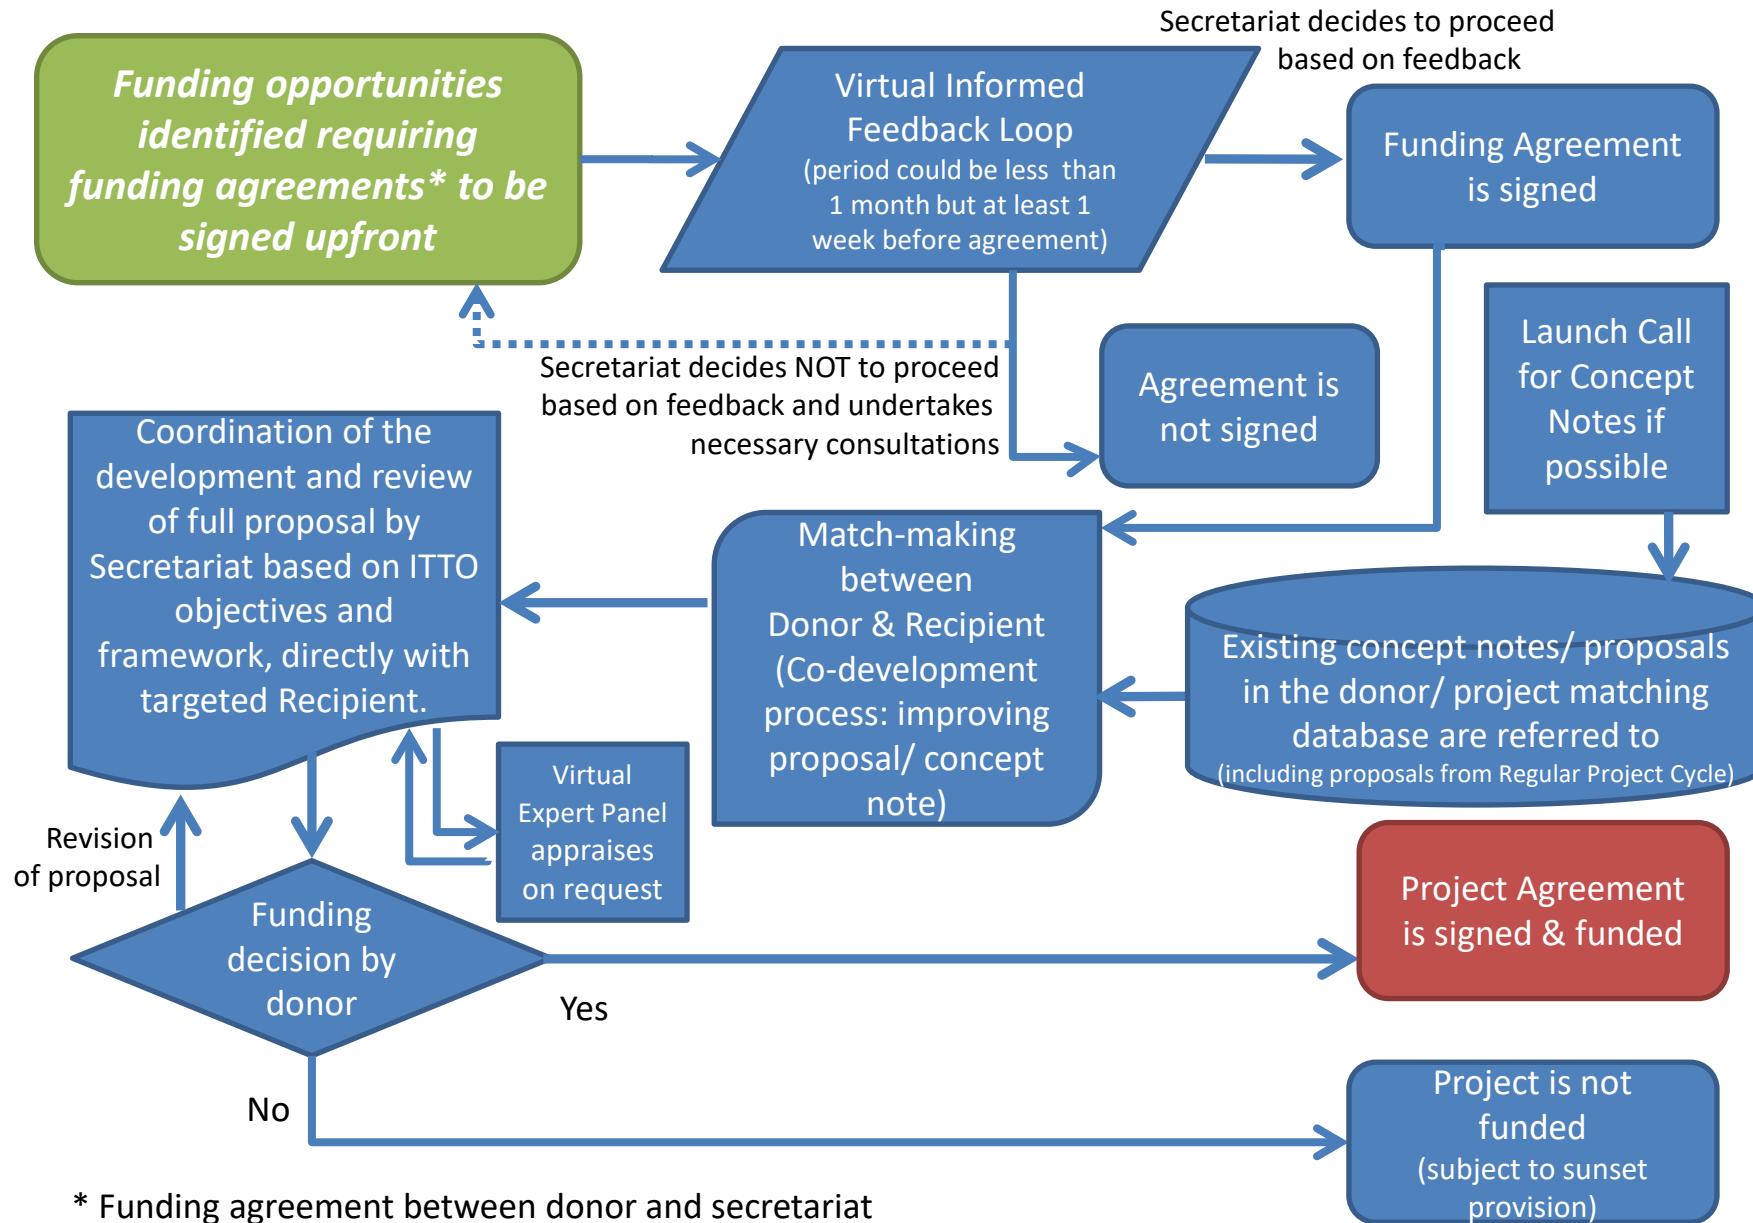 Funding opportunities
identified requiring
funding agreements* to be
signed upfront
Virtual Informed
Feedback Loop
(period could be less than
1 month but at least 1
week before agreement)
Secretariat decides to proceed
based on feedback
Funding Agreement
is signed
Secretariat decides NOT to proceed
based on feedback and undertakes
necessary consultations
Agreement is
not signed
Launch Call
for Concept
Notes if
possible
Coordination of the
development and review
of full proposal by
Secretariat based on ITTO
objectives and
framework, directly with
targeted Recipient.
Match-making
between
Donor & Recipient
(Co-development
process: improving
proposal/ concept
note)
Existing concept notes/ proposals
in the donor/ project matching
database are referred to
(including proposals from Regular Project Cycle)
Revision
of proposal
Virtual
Expert Panel
appraises
on request
Funding
decision by
donor
Yes
Project Agreement
is signed & funded
No
Project is not
funded
(subject to sunset
provision)
* Funding agreement between donor and secretariat